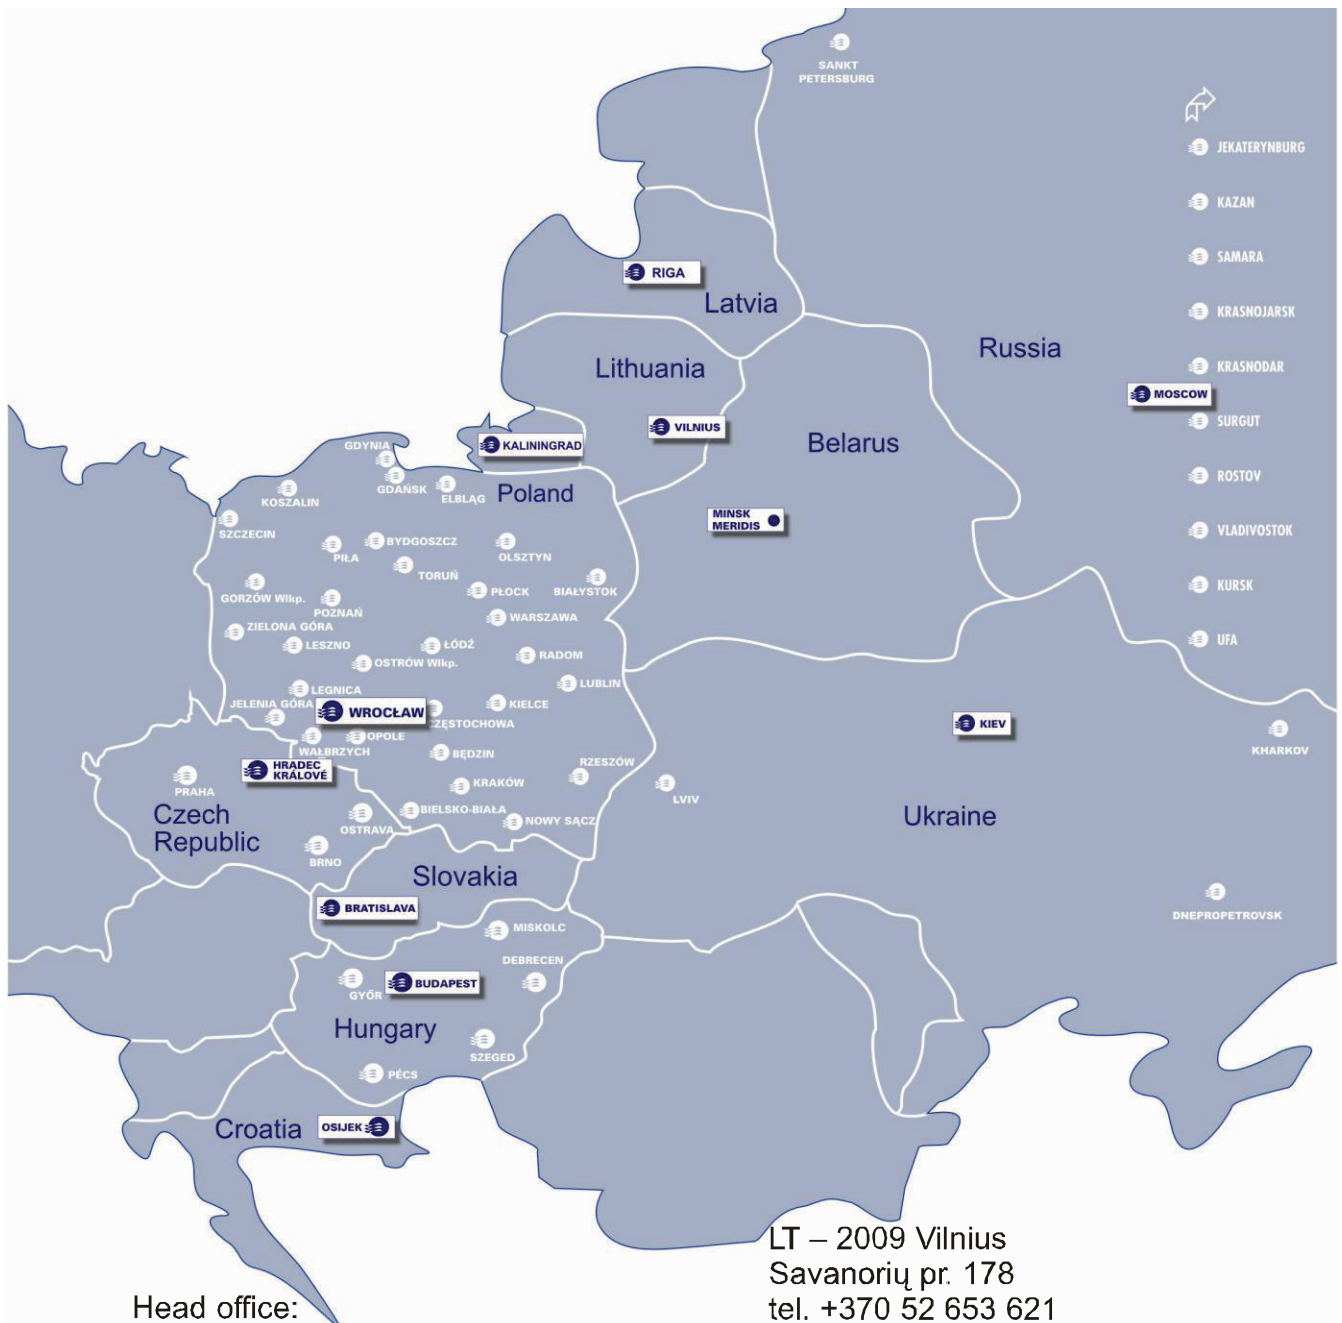 SANKT
PETERSBURG
JEKATERYNBURG
KAZAN
SAMARA
RIGA
Latvia
KRASNOJARSK
Russia
Lithuania
KRASNODAR
MOSCOW
SURGUT
VILNIUS
KALININGRAD
Belarus
GDYNIA
ROSTOV
GDAŃSK
ELBLĄG
Poland
KOSZALIN
MINSK
MERIDIS
VLADIVOSTOK
SZCZECIN
BYDGOSZCZ
PIŁA
OLSZTYN
TORUŃ
KURSK
PŁOCK
BIAŁYSTOK
GORZÓW Wlkp.
POZNAŃ
WARSZAWA
ZIELONA GÓRA
UFA
LESZNO
ŁÓDŹ
RADOM
OSTRÓW Wlkp.
LUBLIN
LEGNICA
JELENIA GÓRA
KIELCE
WROCŁAW
CZĘSTOCHOWA
KIEV
OPOLE
WAŁBRZYCH
KHARKOV
BĘDZIN
RZESZÓW
HRADEC
KRÁLOVÉ
KRAKÓW
PRAHA
LVIV
BIELSKO-BIAŁA
Czech
Republic
Ukraine
NOWY SĄCZ
OSTRAVA
BRNO
Slovakia
BRATISLAVA
DNEPROPETROVSK
MISKOLC
DEBRECEN
BUDAPEST
GYŐR
Hungary
SZEGED
PÉCS
Croatia
OSIJEK
LT – 2009 Vilnius
Savanorių pr. 178
tel. +370 52 653 621
Head office: